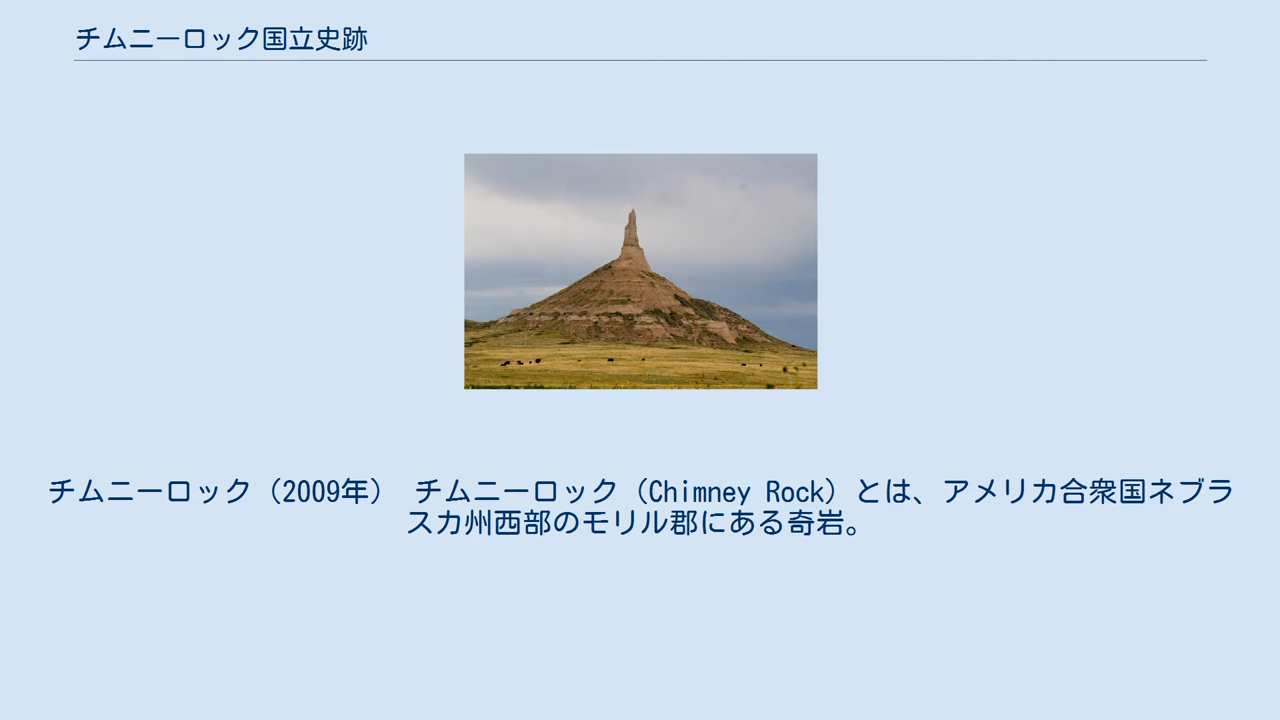 チムニーロック国立史跡
チムニーロック（2009年） チムニーロック（Chimney Rock）とは、アメリカ合衆国ネブラ
スカ州西部のモリル郡にある奇岩。